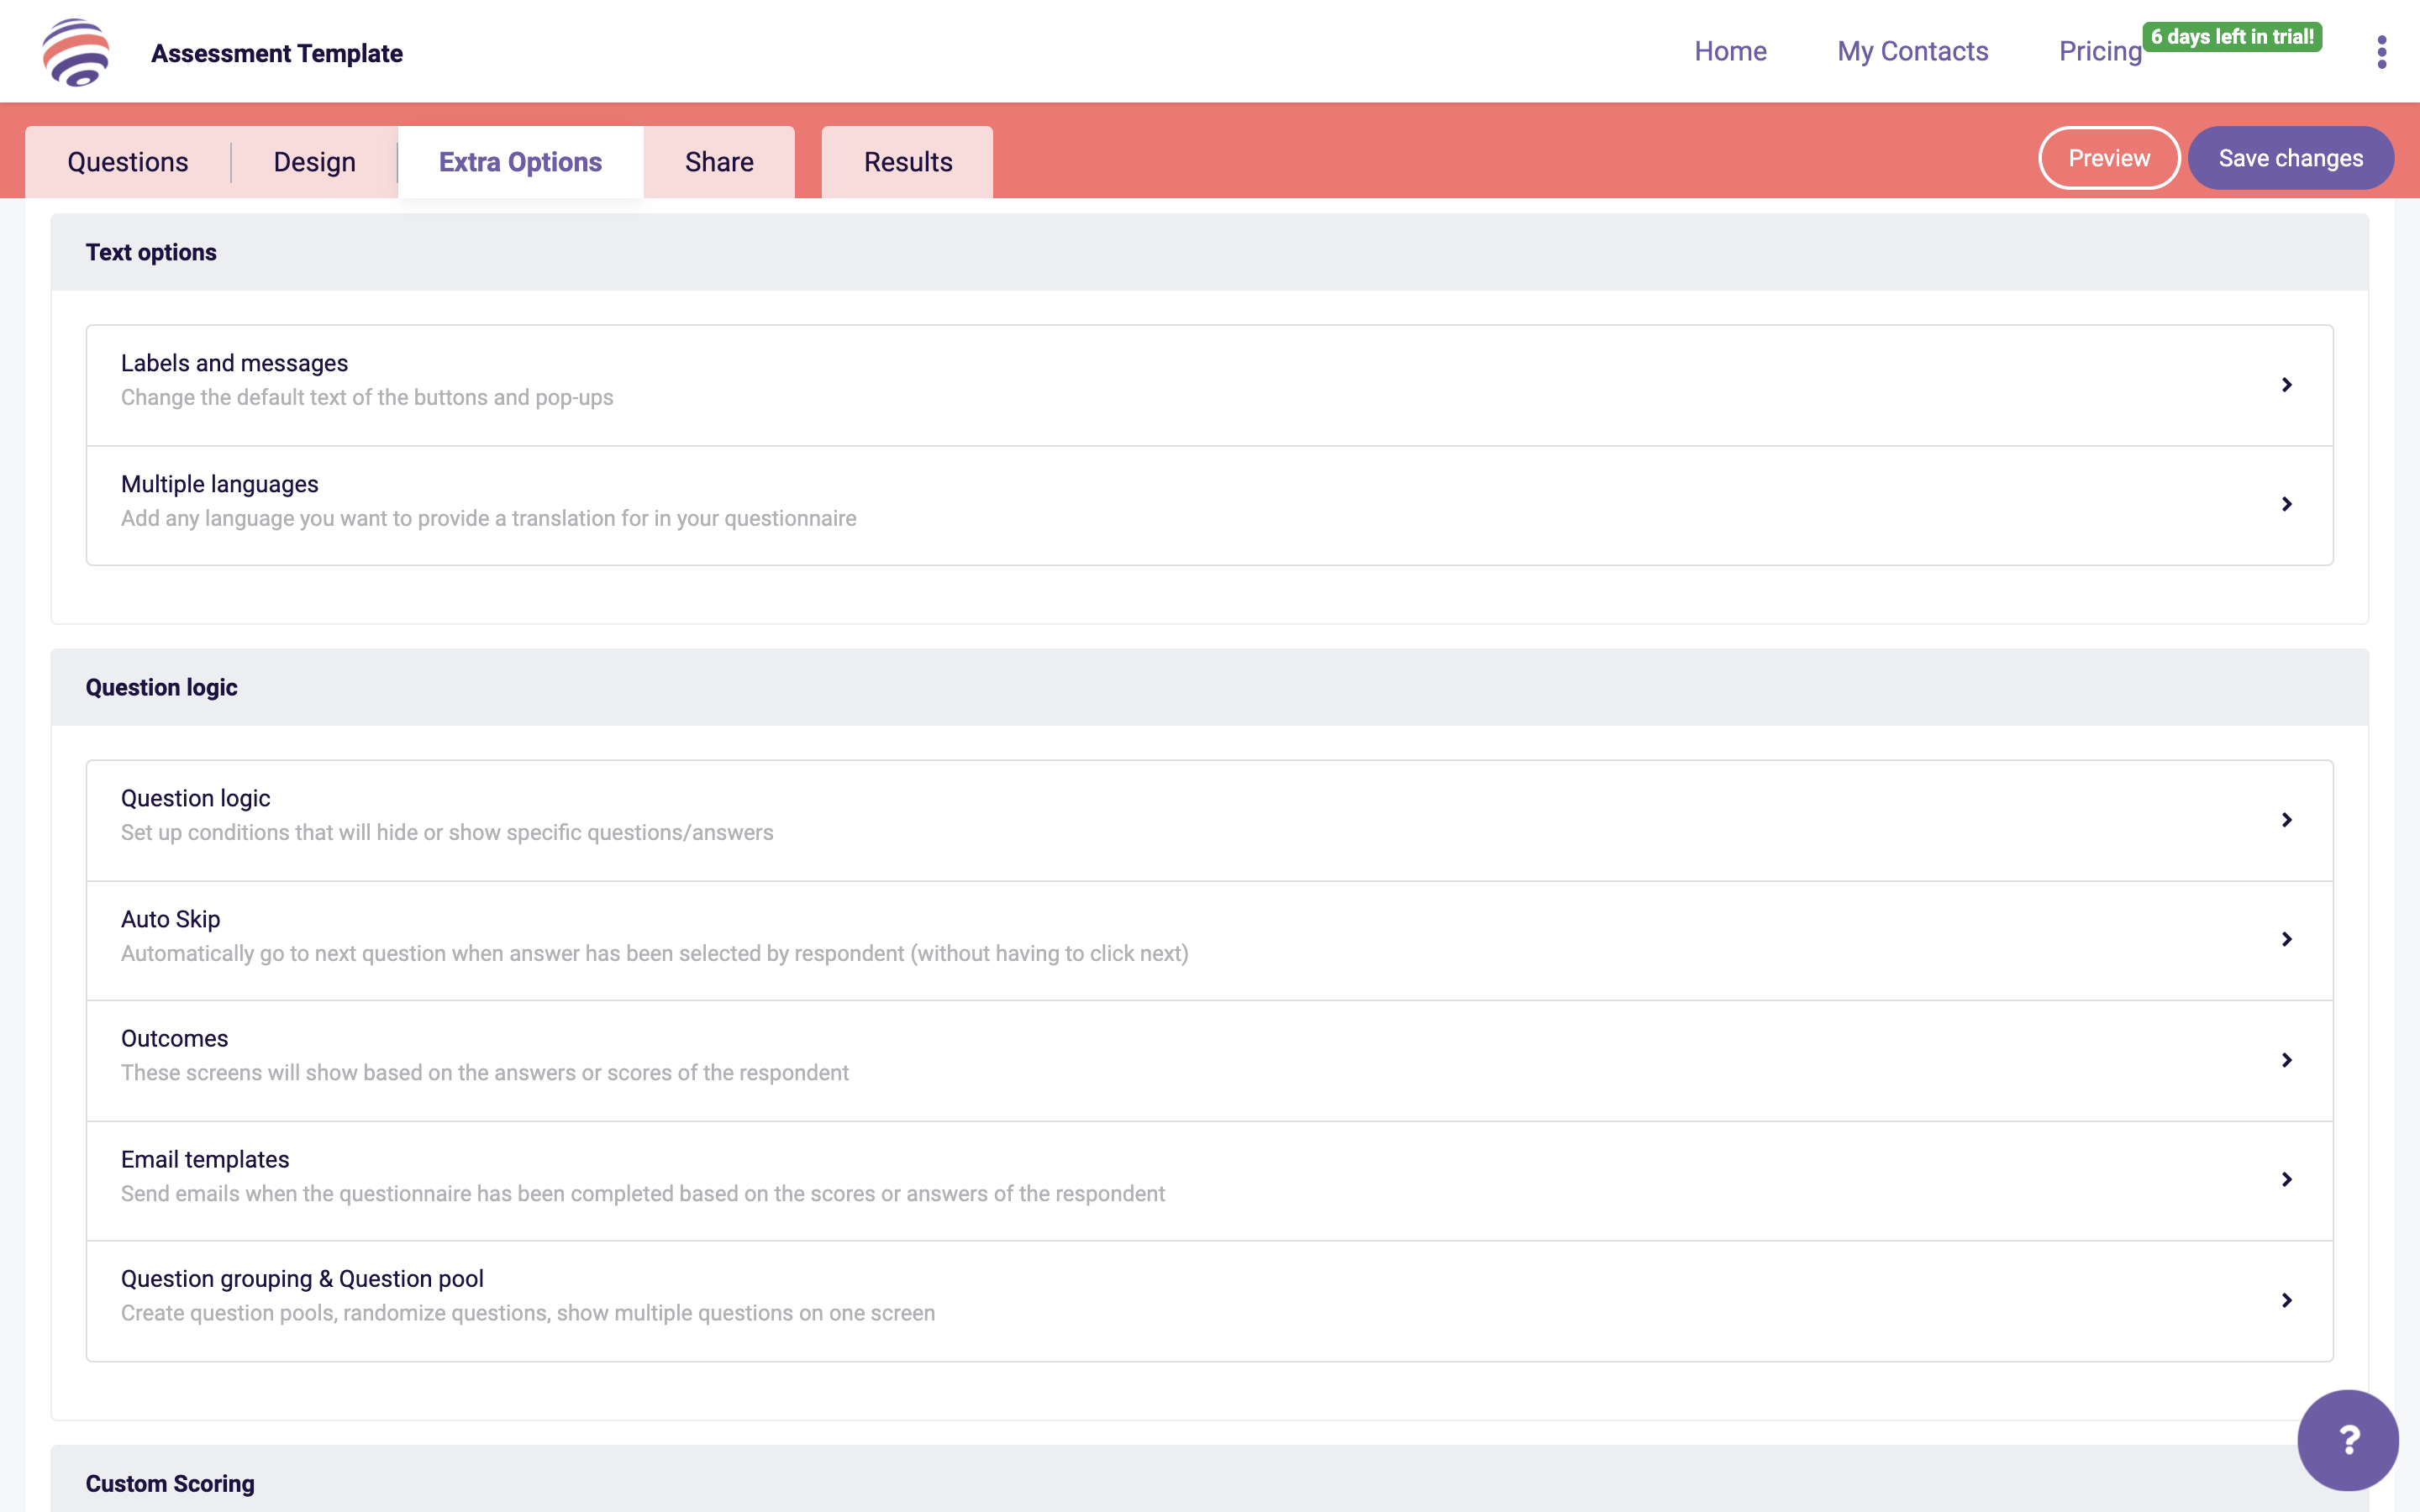 Assessment Template
Home
My Contacts
Pricing
6 days left in trial!
Questions
Design
Extra Options
Share
Results
Preview
Save changes
Text options
Labels and messages
Change the default text of the buttons and pop-ups
Multiple languages
Add any language you want to provide a translation for in your questionnaire
Question logic
Question logic
Set up conditions that will hide or show specific questions/answers
Auto Skip
Automatically go to next question when answer has been selected by respondent (without having to click next)
Outcomes
These screens will show based on the answers or scores of the respondent
Email templates
Send emails when the questionnaire has been completed based on the scores or answers of the respondent
Question grouping & Question pool
Create question pools, randomize questions, show multiple questions on one screen
?
Custom Scoring